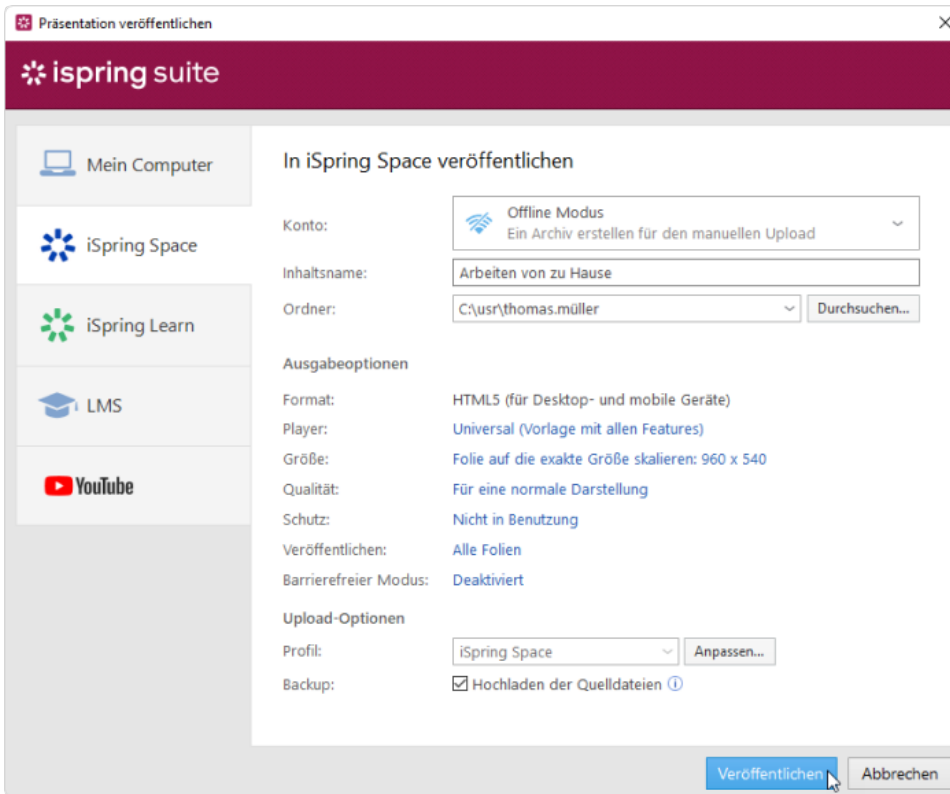 Präsentation veröffentlichen
ispring suite
Mein Computer
iSpring Space
iSpring Learn
LMS
YouTube
In iSpring Space veröffentlichen
Konto:
Offline Modus
Ein Archiv erstellen für den manuellen Upload
Inhaltsname: Arbeiten von zu Hause
Ordner: C:\usr\thomas.müller Durchsuchen...
Ausgabeoptionen
Format: HTML5 (für Desktop- und mobile Geräte)
Player: Universal (Vorlage mit allen Features)
Größe: Folie auf die exakte Größe skalieren: 960 x 540
Qualität: Für eine normale Darstellung
Schutz: Nicht in Benutzung
Veröffentlichen: Alle Folien
Barrierefreier Modus: Deaktiviert
Upload-Optionen
Profil: iSpring Space Anpassen...
Backup: Hochladen der Quelldateien
Veröffentlichen Abbrechen